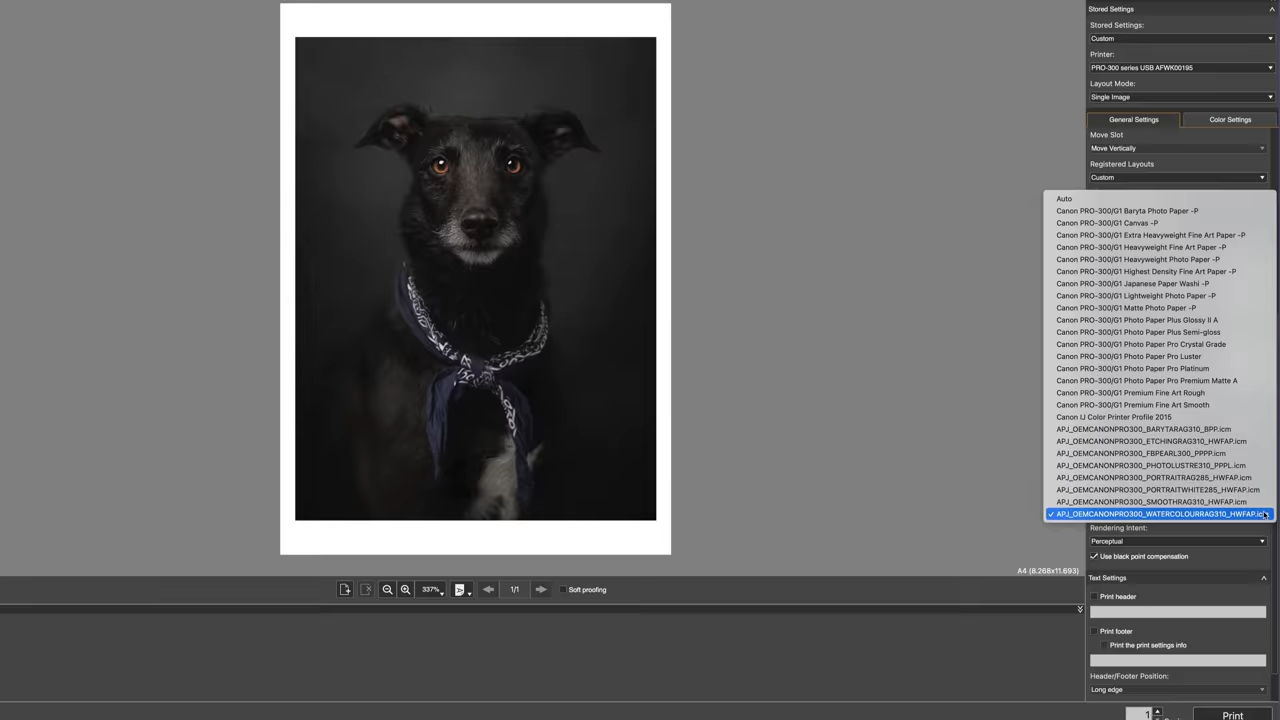 Stored Settings
Stored Settings:
Custom
Printer:
PRO-300 series USB AFWK00195
Layout Mode:
Single Image
General Settings
Color Settings
Move Slot
Move Vertically
Registered Layouts
Custom
Auto
Canon PRO-300/G1 Baryta Photo Paper -P
Canon PRO-300/G1 Canvas -P
Canon PRO-300/G1 Extra Heavyweight Fine Art Paper -P
Canon PRO-300/G1 Heavyweight Fine Art Paper -P
Canon PRO-300/G1 Heavyweight Photo Paper -P
Canon PRO-300/G1 Highest Density Fine Art Paper -P
Canon PRO-300/G1 Japanese Paper Washi -P
Canon PRO-300/G1 Lightweight Photo Paper -P
Canon PRO-300/G1 Matte Photo Paper -P
Canon PRO-300/G1 Photo Paper Plus Glossy II A
Canon PRO-300/G1 Photo Paper Plus Semi-gloss
Canon PRO-300/G1 Photo Paper Pro Crystal Grade
Canon PRO-300/G1 Photo Paper Pro Luster
Canon PRO-300/G1 Photo Paper Pro Platinum
Canon PRO-300/G1 Photo Paper Pro Premium Matte A
Canon PRO-300/G1 Premium Fine Art Rough
Canon PRO-300/G1 Premium Fine Art Smooth
Canon IJ Color Printer Profile 2015
APJ_OEMCANONPRO300_BARYTARAG310_BPP.icm
APJ_OEMCANONPRO300_ETCHINGRAG310_HWFAP.icm
APJ_OEMCANONPRO300_FBPEARL300_PPPP.icm
APJ_OEMCANONPRO300_PHOTOLUSTRE310_PPPL.icm
APJ_OEMCANONPRO300_PORTRAITRAG285_HWFAP.icm
APJ_OEMCANONPRO300_PORTRAITWHITE285_HWFAP.icm
APJ_OEMCANONPRO300_SMOOTHRAG310_HWFAP.icm
APJ_OEMCANONPRO300_WATERCOLOURRAG310_HWFAP.ic
Rendering Intent:
Perceptual
Use black point compensation
A4 (8.268x11.693)
Text Settings
337%
1/1
Soft proofing
Print header
Print footer
Print the print settings info
Header/Footer Position:
Long edge
1
Print